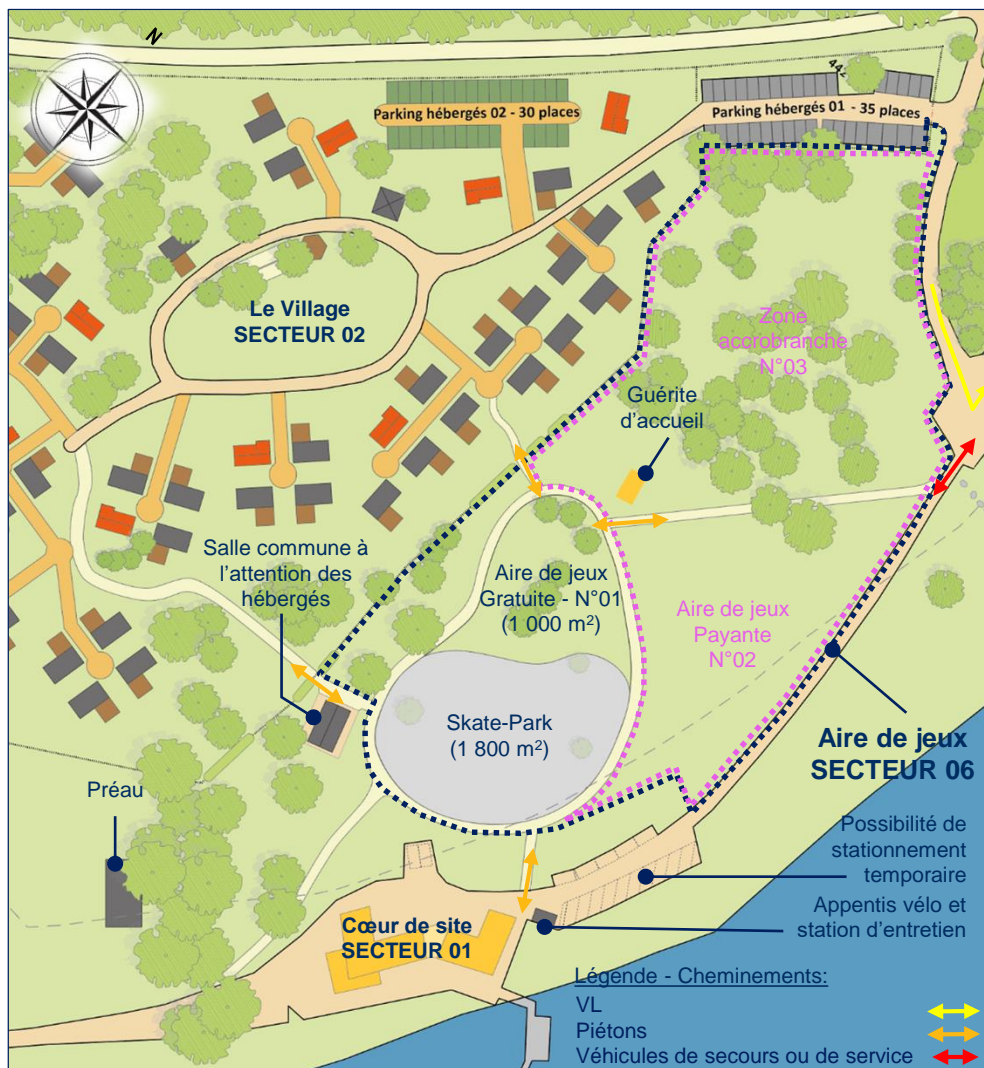 N
Parking hébergés 02 - 30 places
442
Parking hébergés 01 - 35 places
Le Village
SECTEUR 02
Zone
accrobranche
N°03
Guérite
d'accueil
Salle commune à
l'attention des
hébergés
Aire de jeux
Gratuite - N°01
(1 000 m²)
Aire de jeux
Payante
N°02
Skate-Park
(1 800 m²)
Aire de jeux
SECTEUR 06
Préau
Possibilité de
stationnement
temporaire
Appentis vélo et
station d'entretien
Cœur de site
SECTEUR 01
Légende - Cheminements:
VL
Piétons
Véhicules de secours ou de service